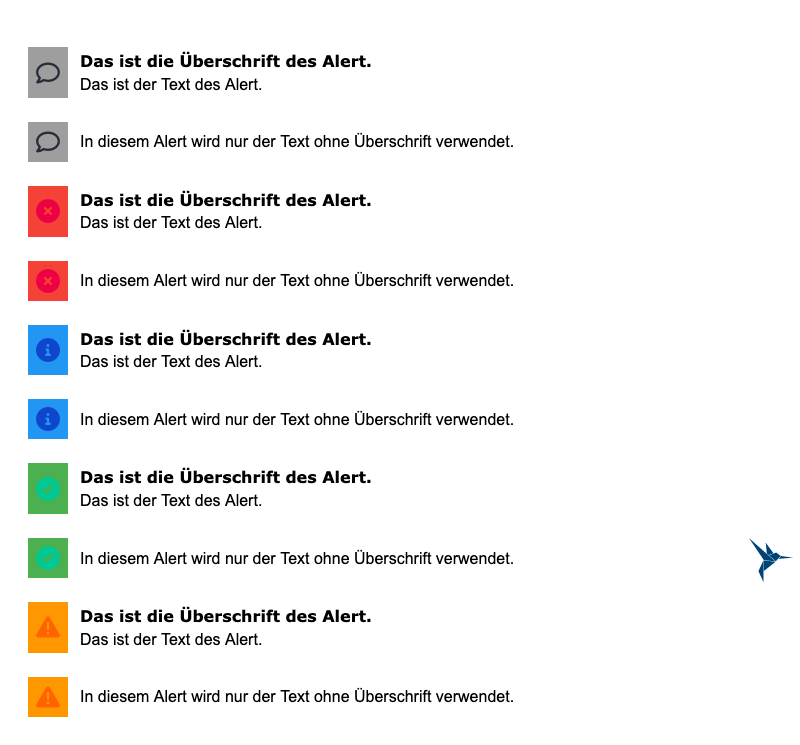 Das ist die Überschrift des Alert.
Das ist der Text des Alert.
In diesem Alert wird nur der Text ohne Überschrift verwendet.
Das ist die Überschrift des Alert.
Das ist der Text des Alert.
In diesem Alert wird nur der Text ohne Überschrift verwendet.
Das ist die Überschrift des Alert.
Das ist der Text des Alert.
In diesem Alert wird nur der Text ohne Überschrift verwendet.
Das ist die Überschrift des Alert.
Das ist der Text des Alert.
In diesem Alert wird nur der Text ohne Überschrift verwendet.
Das ist die Überschrift des Alert.
Das ist der Text des Alert.
In diesem Alert wird nur der Text ohne Überschrift verwendet.